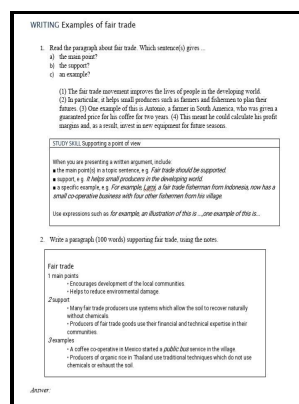 WRITING Examples of fair trade
1. Read the paragraph about fair trade. Which sentence(s) gives ...
a) the main point?
b) the support?
c) an example?
(1) The fair trade movement improves the lives of people in the developing world.
(2) In particular, it helps small producers such as farmers and fishermen to plan their
futures. (3) One example of this is Antonio, a farmer in South America, who was given a
guaranteed price for his coffee for two years. (4) This meant he could calculate his profit
margins and, as a result, invest in new equipment for future seasons.
STUDY SKILL Supporting a point of view
When you are presenting a written argument, include:
■ the main point(s) in a topic sentence, e.g. Fair trade should be supported.
■ support, e.g. It helps small producers in the developing world.
■ a specific example, e.g. For example, Lami, a fair trade fisherman from Indonesia, now has a
small co-operative business with four other fishermen from his village.
Use expressions such as for example, an illustration of this is ..., one example of this is...
2. Write a paragraph (100 words) supporting fair trade, using the notes.
Fair trade
1 main points
• Encourages development of the local communities.
• Helps to reduce environmental damage.
2 support
• Many fair trade producers use systems which allow the soil to recover naturally
without chemicals.
• Producers of fair trade goods use their financial and technical expertise in their
communities.
3 examples
• A coffee co-operative in Mexico started a public bus service in the village.
• Producers of organic rice in Thailand use traditional techniques which do not use
chemicals or exhaust the soil.
Answer: